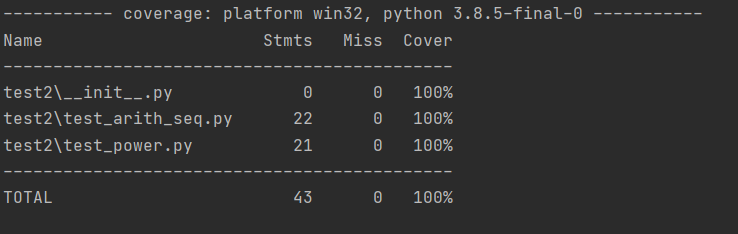 ----------- coverage: platform win32, python 3.8.5-final-0 -----------
Name                      Stmts   Miss  Cover
---------------------------------------------
test2\__init__.py             0      0   100%
test2\test_arith_seq.py      22      0   100%
test2\test_power.py          21      0   100%
---------------------------------------------
TOTAL                        43      0   100%